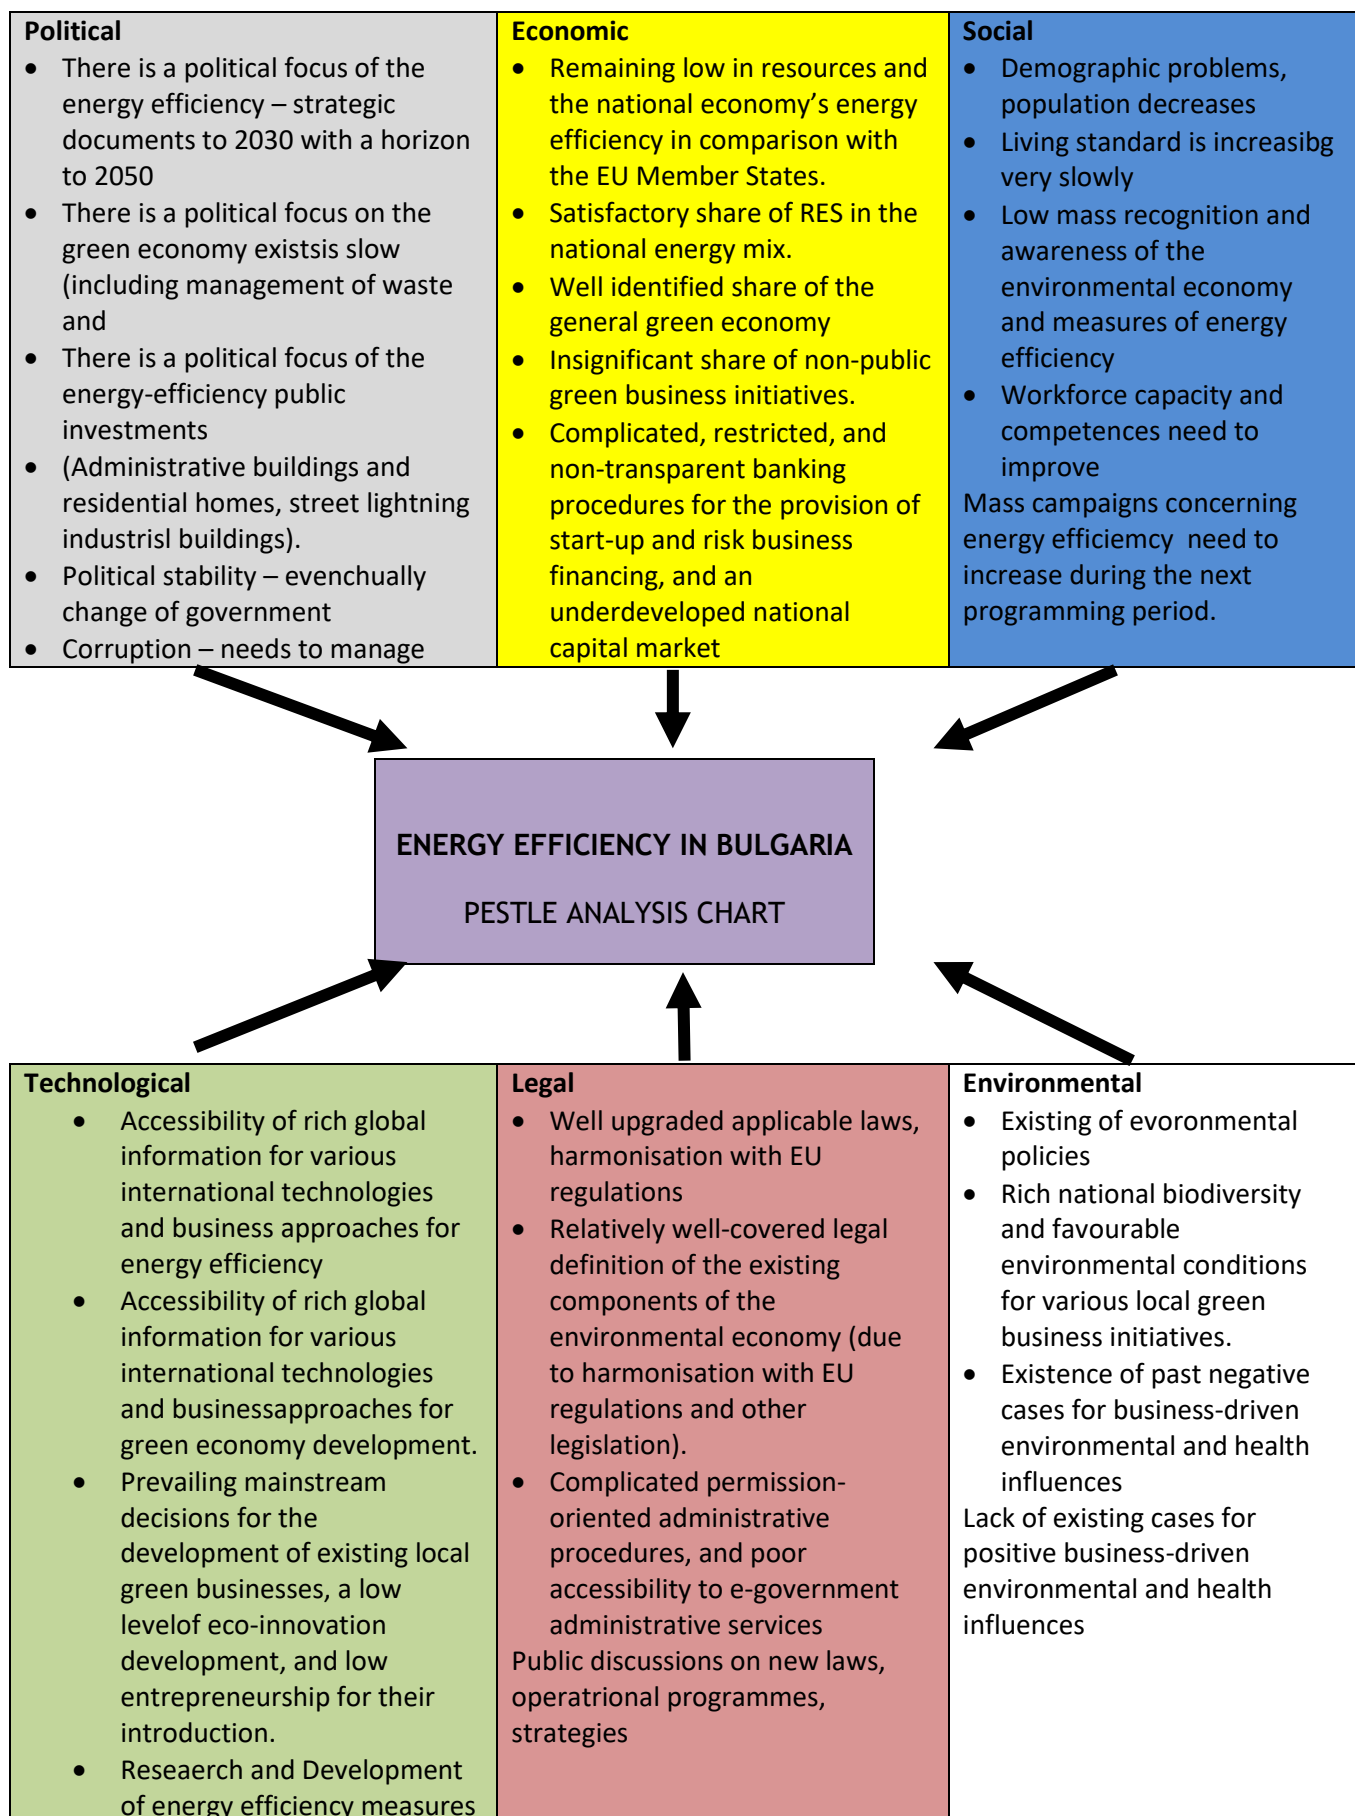 Political
• There is a political focus of the
energy efficiency – strategic
documents to 2030 with a horizon
to 2050
• There is a political focus on the
green economy existsis slow
(including management of waste
and
• There is a political focus of the
energy-efficiency public
investments
• (Administrative buildings and
residential homes, street lightning
industrisl buildings).
• Political stability – evenchually
change of government
• Corruption – needs to manage
Economic
• Remaining low in resources and
the national economy’s energy
efficiency in comparison with
the EU Member States.
• Satisfactory share of RES in the
national energy mix.
• Well identified share of the
general green economy
• Insignificant share of non-public
green business initiatives.
• Complicated, restricted, and
non-transparent banking
procedures for the provision of
start-up and risk business
financing, and an
underdeveloped national
capital market
Social
• Demographic problems,
population decreases
• Living standard is increasibg
very slowly
• Low mass recognition and
awareness of the
environmental economy
and measures of energy
efficiency
• Workforce capacity and
competences need to
improve
Mass campaigns concerning
energy efficiemcy  need to
increase during the next
programming period.
ENERGY EFFICIENCY IN BULGARIA
PESTLE ANALYSIS CHART
Technological
• Accessibility of rich global
information for various
international technologies
and business approaches for
energy efficiency
• Accessibility of rich global
information for various
international technologies
and businessapproaches for
green economy development.
• Prevailing mainstream
decisions for the
development of existing local
green businesses, a low
levelof eco-innovation
development, and low
entrepreneurship for their
introduction.
• Reseaerch and Development
of energy efficiency measures
Legal
• Well upgraded applicable laws,
harmonisation with EU
regulations
• Relatively well-covered legal
definition of the existing
components of the
environmental economy (due
to harmonisation with EU
regulations and other
legislation).
• Complicated permission-
oriented administrative
procedures, and poor
accessibility to e-government
administrative services
Public discussions on new laws,
operatrional programmes,
strategies
Environmental
• Existing of evoronmental
policies
• Rich national biodiversity
and favourable
environmental conditions
for various local green
business initiatives.
• Existence of past negative
cases for business-driven
environmental and health
influences
Lack of existing cases for
positive business-driven
environmental and health
influences